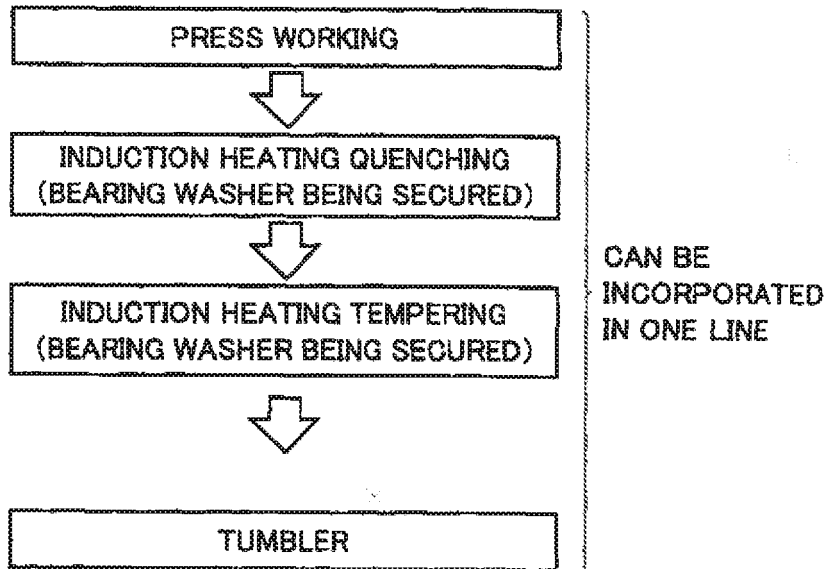 PRESS WORKING
INDUCTION HEATING QUENCHING
(BEARING WASHER BEING SECURED)
INDUCTION HEATING TEMPERING
(BEARING WASHER BEING SECURED)
TUMBLER
CAN BE
INCORPORATED
IN ONE LINE